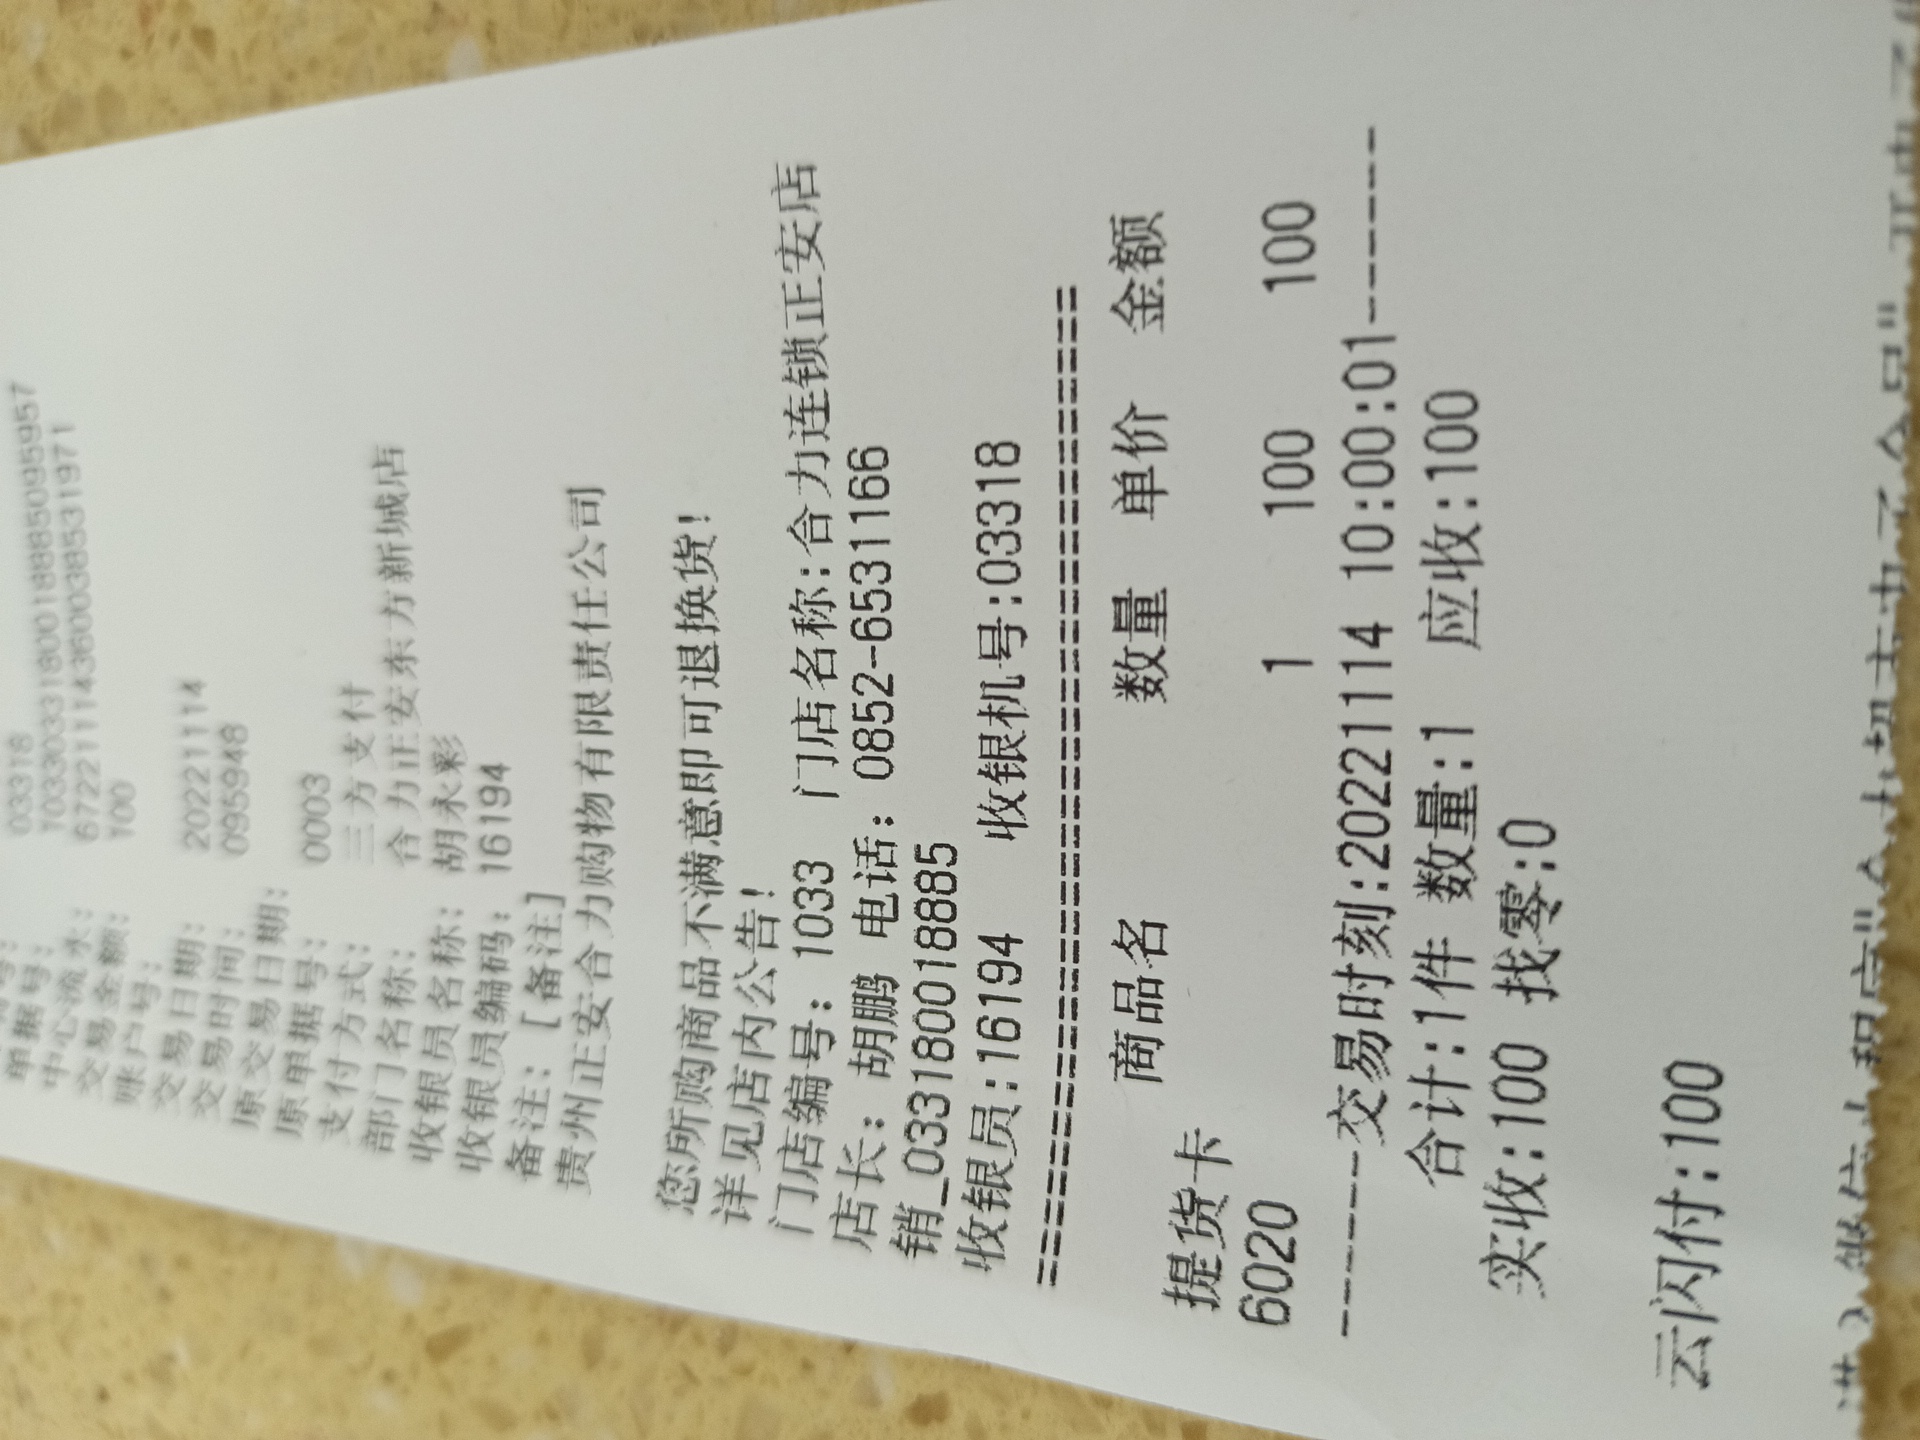 03318
单据号: 103303318001888509​5957
中心流水: 672211143600385319​71
交易金额: 100
账户号:
交易日期: 20221114
交易时间: 095948
原交易日期:
原单据号: 0003
支付方式: 三方支付
部门名称: 合力正安东方新城店
收银员名称: 胡永彩
收银员编码: 16194
备注: [备注]
贵州正安合力购物有限责任公司
您所购商品不满意即可退换货!
详见店内公告!
门店编号: 1033 门店名称:合力连锁正安店
店长: 胡鹏 电话: 0852-6531166
销_0331800​18885
收银员:16194 收银机号:03318
==================================
商品名 数量 单价 金额
提货卡
6020 1 100 100
-------交易时刻:20221114 10:00:01-------
合计:1件 数量:1 应收:100
实收:100 找零:0
云闪付:100